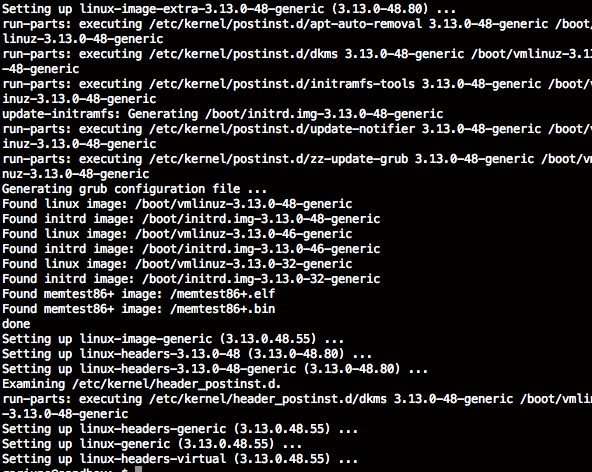 Setting up linux-image-extra-3.13.0-48-generic (3.13.0-48.80) ...
run-parts: executing /etc/kernel/postinst.d/apt-auto-removal 3.13.0-48-generic /boot/
linuz-3.13.0-48-generic
run-parts: executing /etc/kernel/postinst.d/dkms 3.13.0-48-generic /boot/vmlinuz-3.1
-48-generic
run-parts: executing /etc/kernel/postinst.d/initramfs-tools 3.13.0-48-generic /boot/v
inuz-3.13.0-48-generic
update-initramfs: Generating /boot/initrd.img-3.13.0-48-generic
run-parts: executing /etc/kernel/postinst.d/update-notifier 3.13.0-48-generic /boot/v
inuz-3.13.0-48-generic
run-parts: executing /etc/kernel/postinst.d/zz-update-grub 3.13.0-48-generic /boot/vm
nuz-3.13.0-48-generic
Generating grub configuration file ...
Found linux image: /boot/vmlinuz-3.13.0-48-generic
Found initrd image: /boot/initrd.img-3.13.0-48-generic
Found linux image: /boot/vmlinuz-3.13.0-46-generic
Found initrd image: /boot/initrd.img-3.13.0-46-generic
Found linux image: /boot/vmlinuz-3.13.0-32-generic
Found initrd image: /boot/initrd.img-3.13.0-32-generic
Found memtest86+ image: /memtest86+.elf
Found memtest86+ image: /memtest86+.bin
done
Setting up linux-image-generic (3.13.0.48.55) ...
Setting up linux-headers-3.13.0-48 (3.13.0-48.80) ...
Setting up linux-headers-3.13.0-48-generic (3.13.0-48.80) ...
Examining /etc/kernel/header_postinst.d.
run-parts: executing /etc/kernel/header_postinst.d/dkms 3.13.0-48-generic /boot/vmlin
-3.13.0-48-generic
Setting up linux-headers-generic (3.13.0.48.55) ...
Setting up linux-generic (3.13.0.48.55) ...
Setting up linux-headers-virtual (3.13.0.48.55) ...